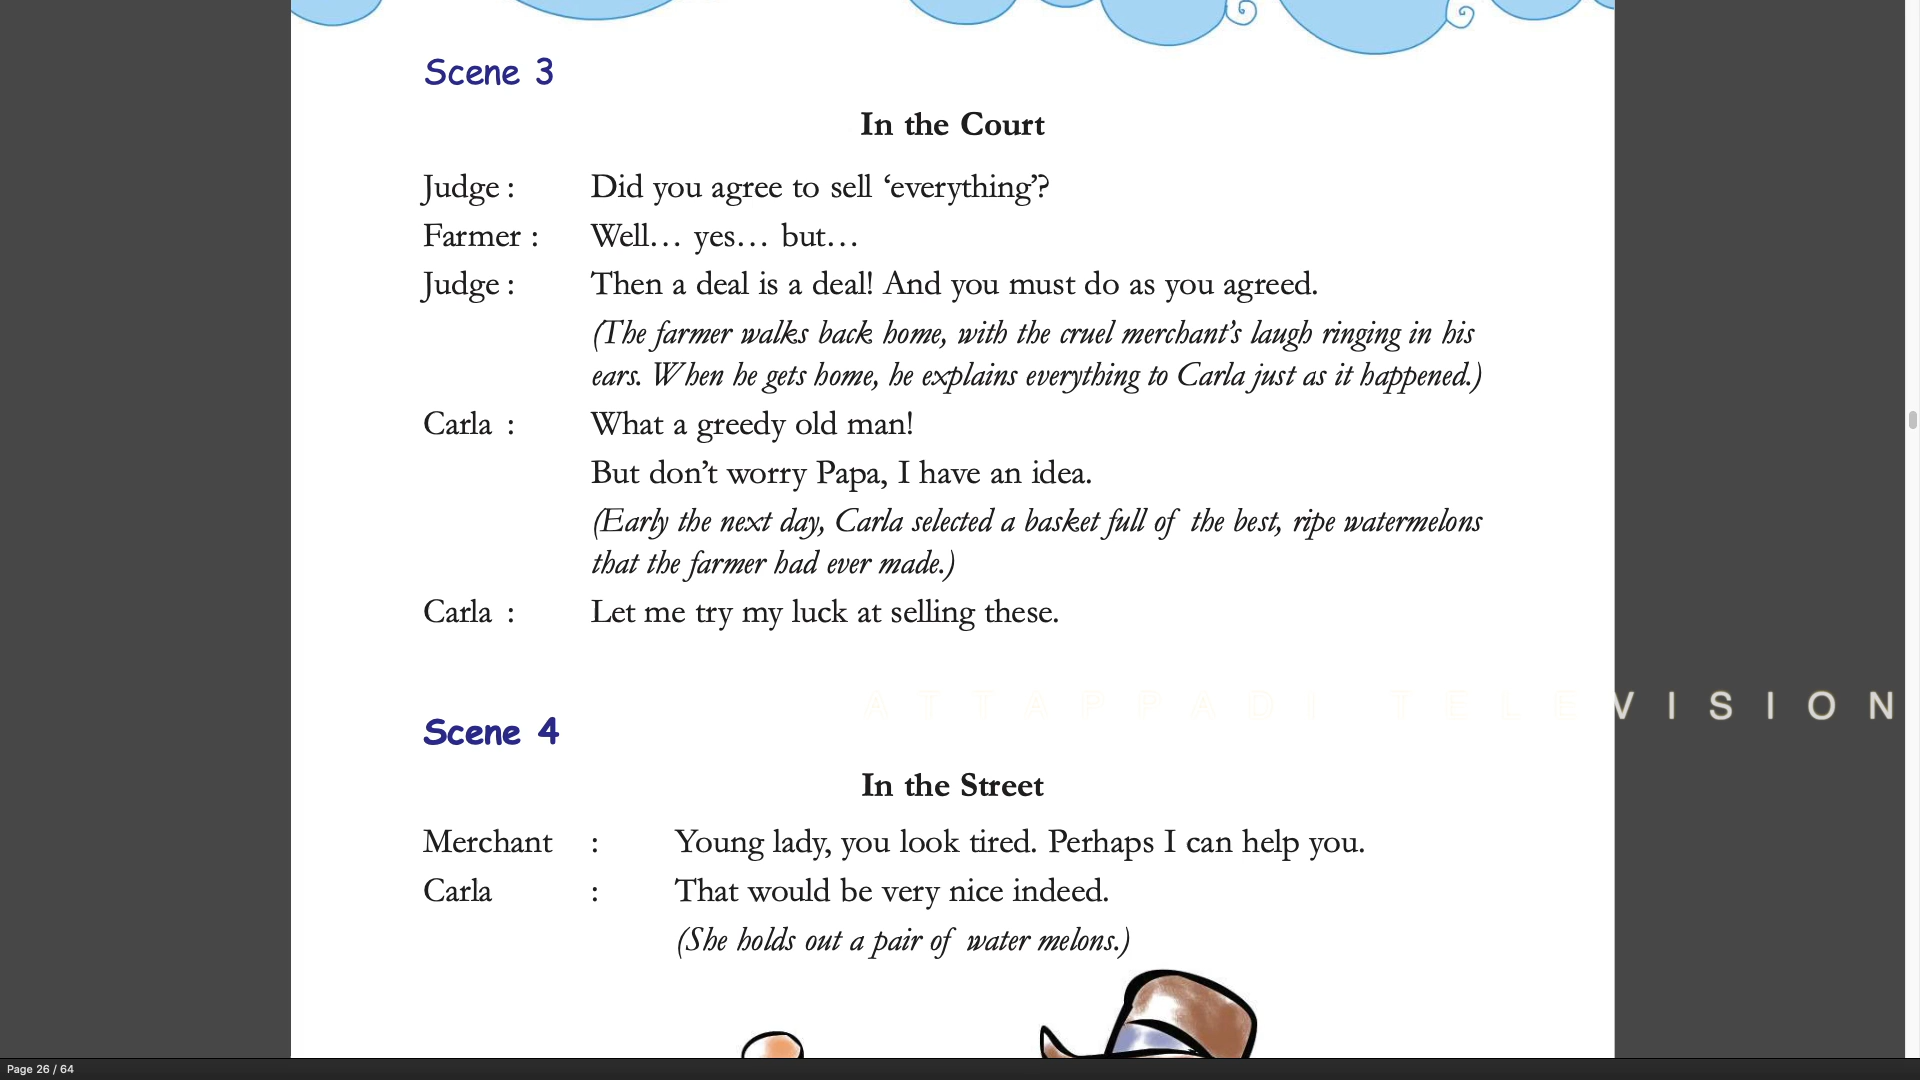 Scene 3
In the Court
Judge : Did you agree to sell ‘everything’?
Farmer : Well… yes… but…
Judge : Then a deal is a deal! And you must do as you agreed.
(The farmer walks back home, with the cruel merchant’s laugh ringing in his
ears. When he gets home, he explains everything to Carla just as it happened.)
Carla : What a greedy old man!
But don’t worry Papa, I have an idea.
(Early the next day, Carla selected a basket full of the best, ripe watermelons
that the farmer had ever made.)
Carla : Let me try my luck at selling these.
ATTAPPADI TELEVISION
Scene 4
In the Street
Merchant : Young lady, you look tired. Perhaps I can help you.
Carla : That would be very nice indeed.
(She holds out a pair of water melons.)
Page 26 / 64